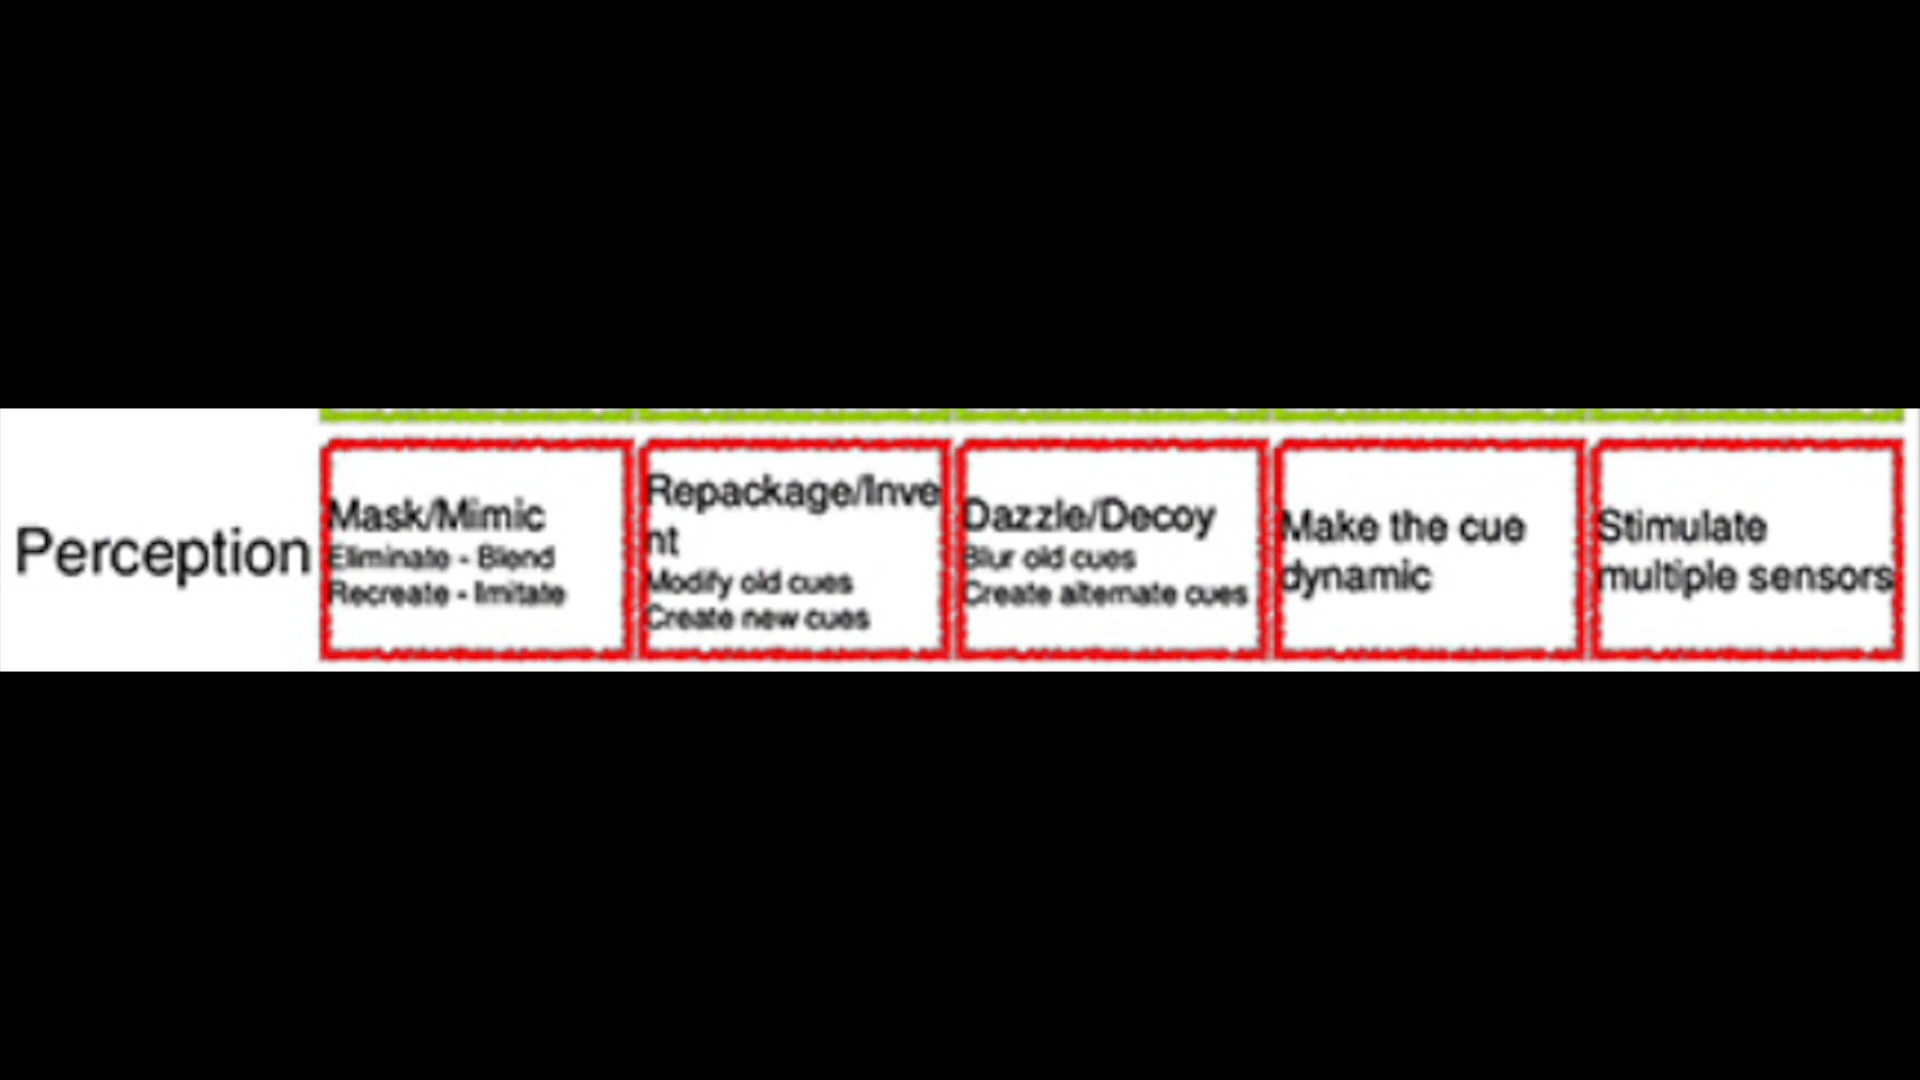 Perception
Mask/Mimic
Eliminate - Blend
Recreate - Imitate
Repackage/Inve
nt
Modify old cues
Create new cues
Dazzle/Decoy
Blur old cues
Create alternate cues
Make the cue
dynamic
Stimulate
multiple sensors